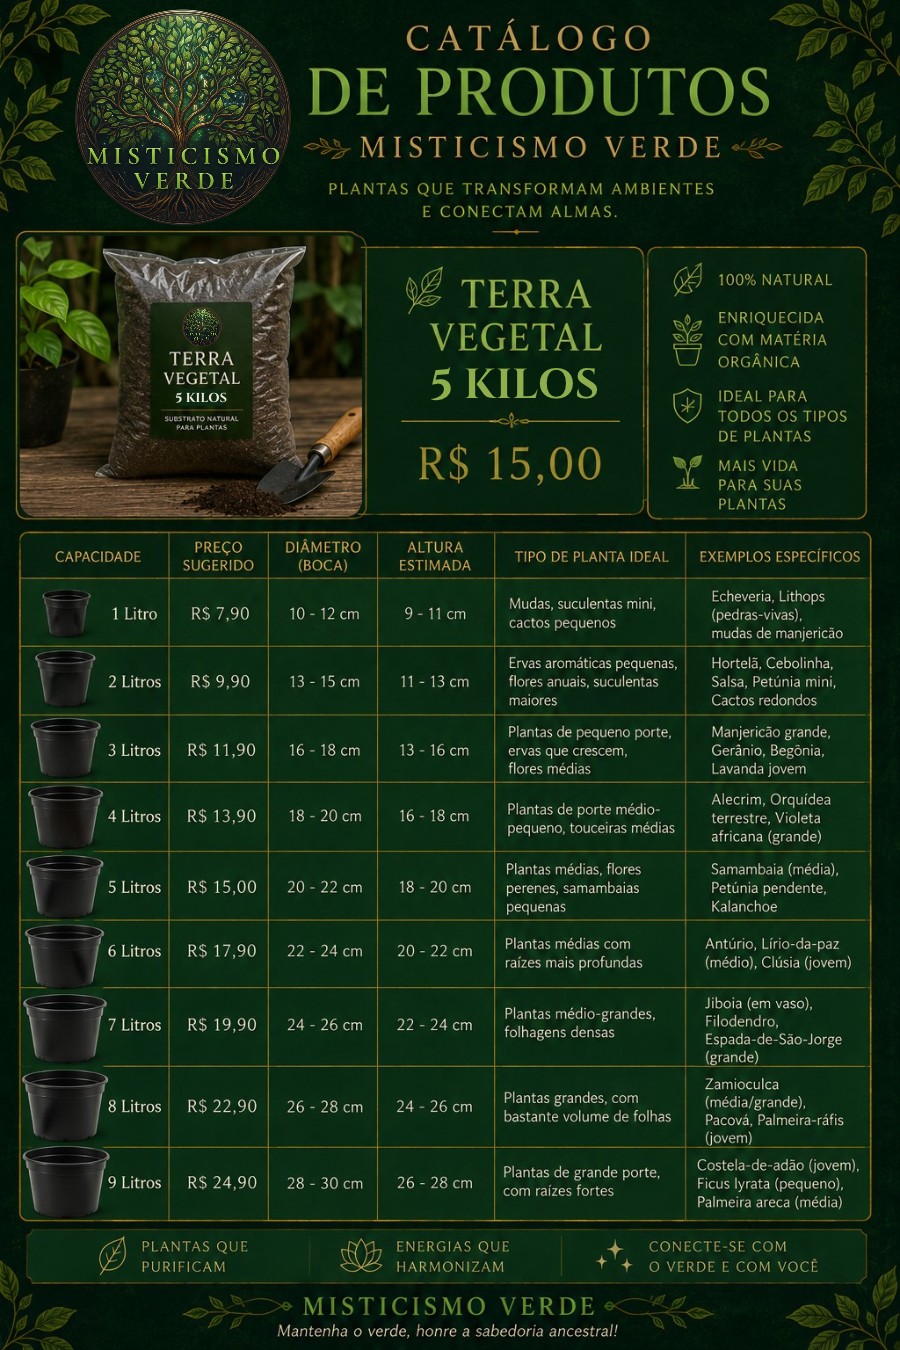 MISTICISMO
VERDE
CATÁLOGO
DE PRODUTOS
MISTICISMO VERDE
PLANTAS QUE TRANSFORMAM AMBIENTES
E CONECTAM ALMAS.
TERRA
VEGETAL
5 KILOS
SUBSTRATO NATURAL
PARA PLANTAS
TERRA
VEGETAL
5 KILOS
R$ 15,00
100% NATURAL
ENRIQUECIDA
COM MATÉRIA
ORGÂNICA
IDEAL PARA
TODOS OS TIPOS
DE PLANTAS
MAIS VIDA
PARA SUAS
PLANTAS
CAPACIDADE
PREÇO
SUGERIDO
DIÂMETRO
(BOCA)
ALTURA
ESTIMADA
TIPO DE PLANTA IDEAL
EXEMPLOS ESPECÍFICOS
1 Litro
R$ 7,90
10 - 12 cm
9 - 11 cm
Mudas, suculentas mini,
cactos pequenos
Echeveria, Lithops
(pedras-vivas),
mudas de manjericão
2 Litros
R$ 9,90
13 - 15 cm
11 - 13 cm
Ervas aromáticas pequenas,
flores anuais, suculentas
maiores
Hortelã, Cebolinha,
Salsa, Petúnia mini,
Cactos redondos
3 Litros
R$ 11,90
16 - 18 cm
13 - 16 cm
Plantas de pequeno porte,
ervas que crescem,
flores médias
Manjericão grande,
Gerânio, Begônia,
Lavanda jovem
4 Litros
R$ 13,90
18 - 20 cm
16 - 18 cm
Plantas de porte médio-
pequeno, touceiras médias
Alecrim, Orquídea
terrestre, Violeta
africana (grande)
5 Litros
R$ 15,00
20 - 22 cm
18 - 20 cm
Plantas médias, flores
perenes, samambaias
pequenas
Samambaia (média),
Petúnia pendente,
Kalanchoe
6 Litros
R$ 17,90
22 - 24 cm
20 - 22 cm
Plantas médias com
raízes mais profundas
Antúrio, Lírio-da-paz
(médio), Clúsia (jovem)
7 Litros
R$ 19,90
24 - 26 cm
22 - 24 cm
Plantas médio-grandes,
folhagens densas
Jiboia (em vaso),
Filodendro,
Espada-de-São-Jorge
(grande)
8 Litros
R$ 22,90
26 - 28 cm
24 - 26 cm
Plantas grandes, com
bastante volume de folhas
Zamioculca
(média/grande),
Pacová, Palmeira-ráfis
(jovem)
9 Litros
R$ 24,90
28 - 30 cm
26 - 28 cm
Plantas de grande porte,
com raízes fortes
Costela-de-adão (jovem),
Ficus lyrata (pequeno),
Palmeira areca (média)
PLANTAS QUE
PURIFICAM
ENERGIAS QUE
HARMONIZAM
CONECTE-SE COM
O VERDE E COM VOCÊ
MISTICISMO VERDE
Mantenha o verde, honre a sabedoria ancestral!